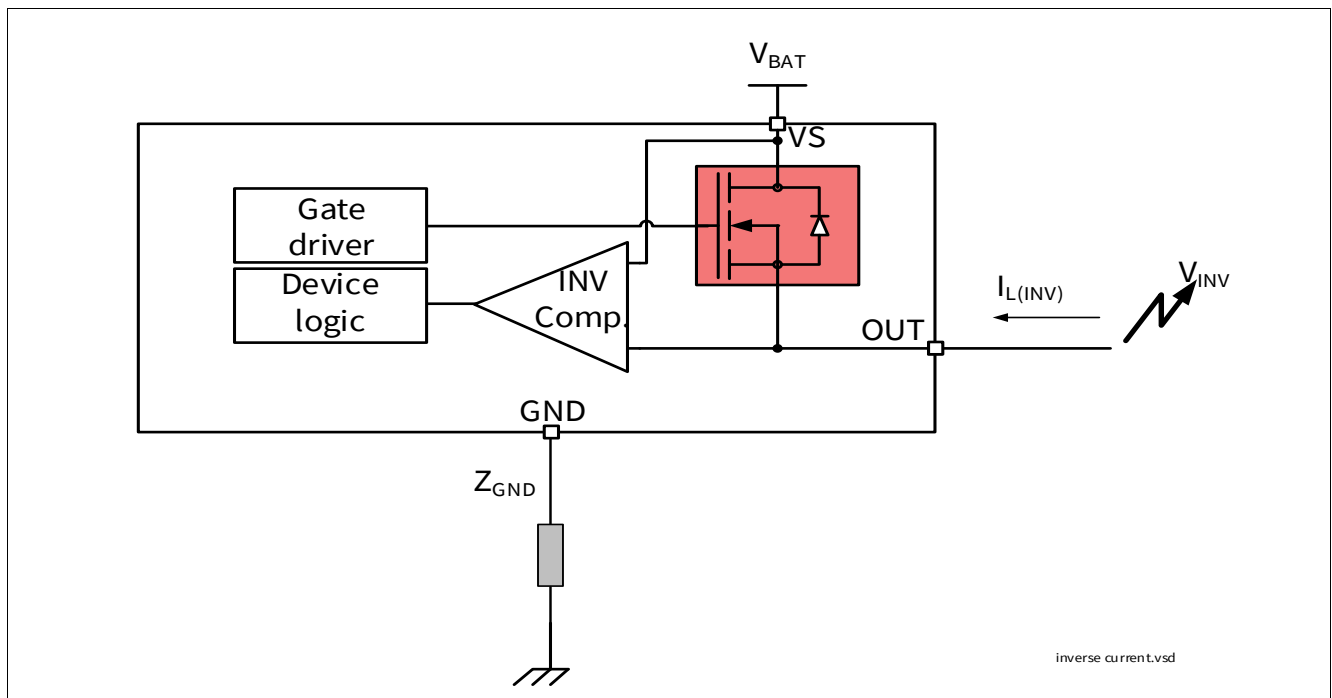 VBAT
VS
Gate
driver
Device
logic
INV
Comp.
IL(INV)
VINV
OUT
GND
ZGND
inverse current.vsd